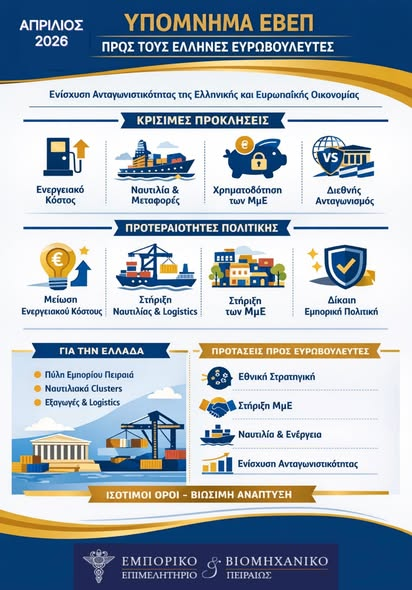 ΑΠΡΙΛΙΟΣ
2026
ΥΠΟΜΝΗΜΑ ΕΒΕΠ
ΠΡΟΣ ΤΟΥΣ ΕΛΛΗΝΕΣ ΕΥΡΩΒΟΥΛΕΥΤΕΣ
Ενίσχυση Ανταγωνιστικότητας της Ελληνικής και Ευρωπαϊκής Οικονομίας
ΚΡΙΣΙΜΕΣ ΠΡΟΚΛΗΣΕΙΣ
€
VS
Ενεργειακό
Κόστος
Ναυτιλία &
Μεταφορές
Χρηματοδότηση
των ΜμΕ
Διεθνής
Ανταγωνισμός
ΠΡΟΤΕΡΑΙΟΤΗΤΕΣ ΠΟΛΙΤΙΚΗΣ
€
Μείωση
Ενεργειακού Κόστους
Στήριξη
Ναυτιλίας & Logistics
Στήριξη
των ΜμΕ
Δίκαιη
Εμπορική Πολιτική
ΓΙΑ ΤΗΝ ΕΛΛΑΔΑ
Πύλη Εμπορίου Πειραιά
Ναυτιλιακά Clusters
Εξαγωγές & Logistics
ΠΡΟΤΑΣΕΙΣ ΠΡΟΣ ΕΥΡΩΒΟΥΛΕΥΤΕΣ
Εθνική Στρατηγική
Στήριξη ΜμΕ
Ναυτιλία & Ενέργεια
Ενίσχυση Ανταγωνιστικότητας
ΙΣΟΤΙΜΟΙ ΟΡΟΙ – ΒΙΩΣΙΜΗ ΑΝΑΠΤΥΞΗ
ΕΜΠΟΡΙΚΟ & ΒΙΟΜΗΧΑΝΙΚΟ
ΕΠΙΜΕΛΗΤΗΡΙΟ ΠΕΙΡΑΙΩΣ